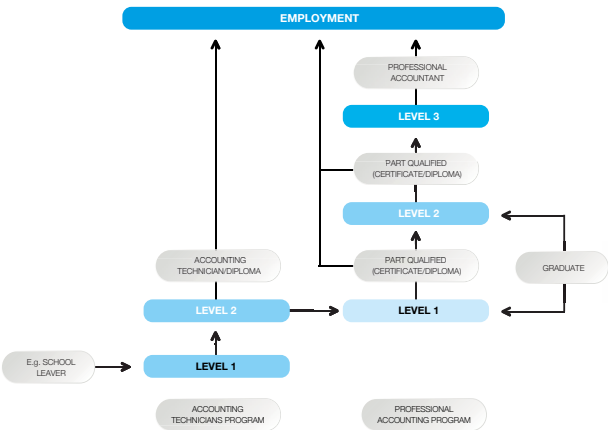 EMPLOYMENT
PROFESSIONAL
ACCOUNTANT
LEVEL 3
PART QUALIFIED
(CERTIFICATE/DIPLOMA)
LEVEL 2
ACCOUNTING
TECHNICIAN/DIPLOMA
PART QUALIFIED
(CERTIFICATE/DIPLOMA)
GRADUATE
LEVEL 2
LEVEL 1
E.g. SCHOOL
LEAVER
LEVEL 1
ACCOUNTING
TECHNICIANS PROGRAM
PROFESSIONAL
ACCOUNTING PROGRAM